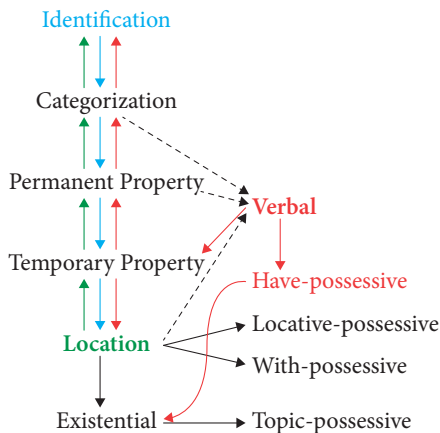 Identification
Categorization
Permanent Property
Verbal
Temporary Property
Have-possessive
Locative-possessive
Location
With-possessive
Existential
Topic-possessive